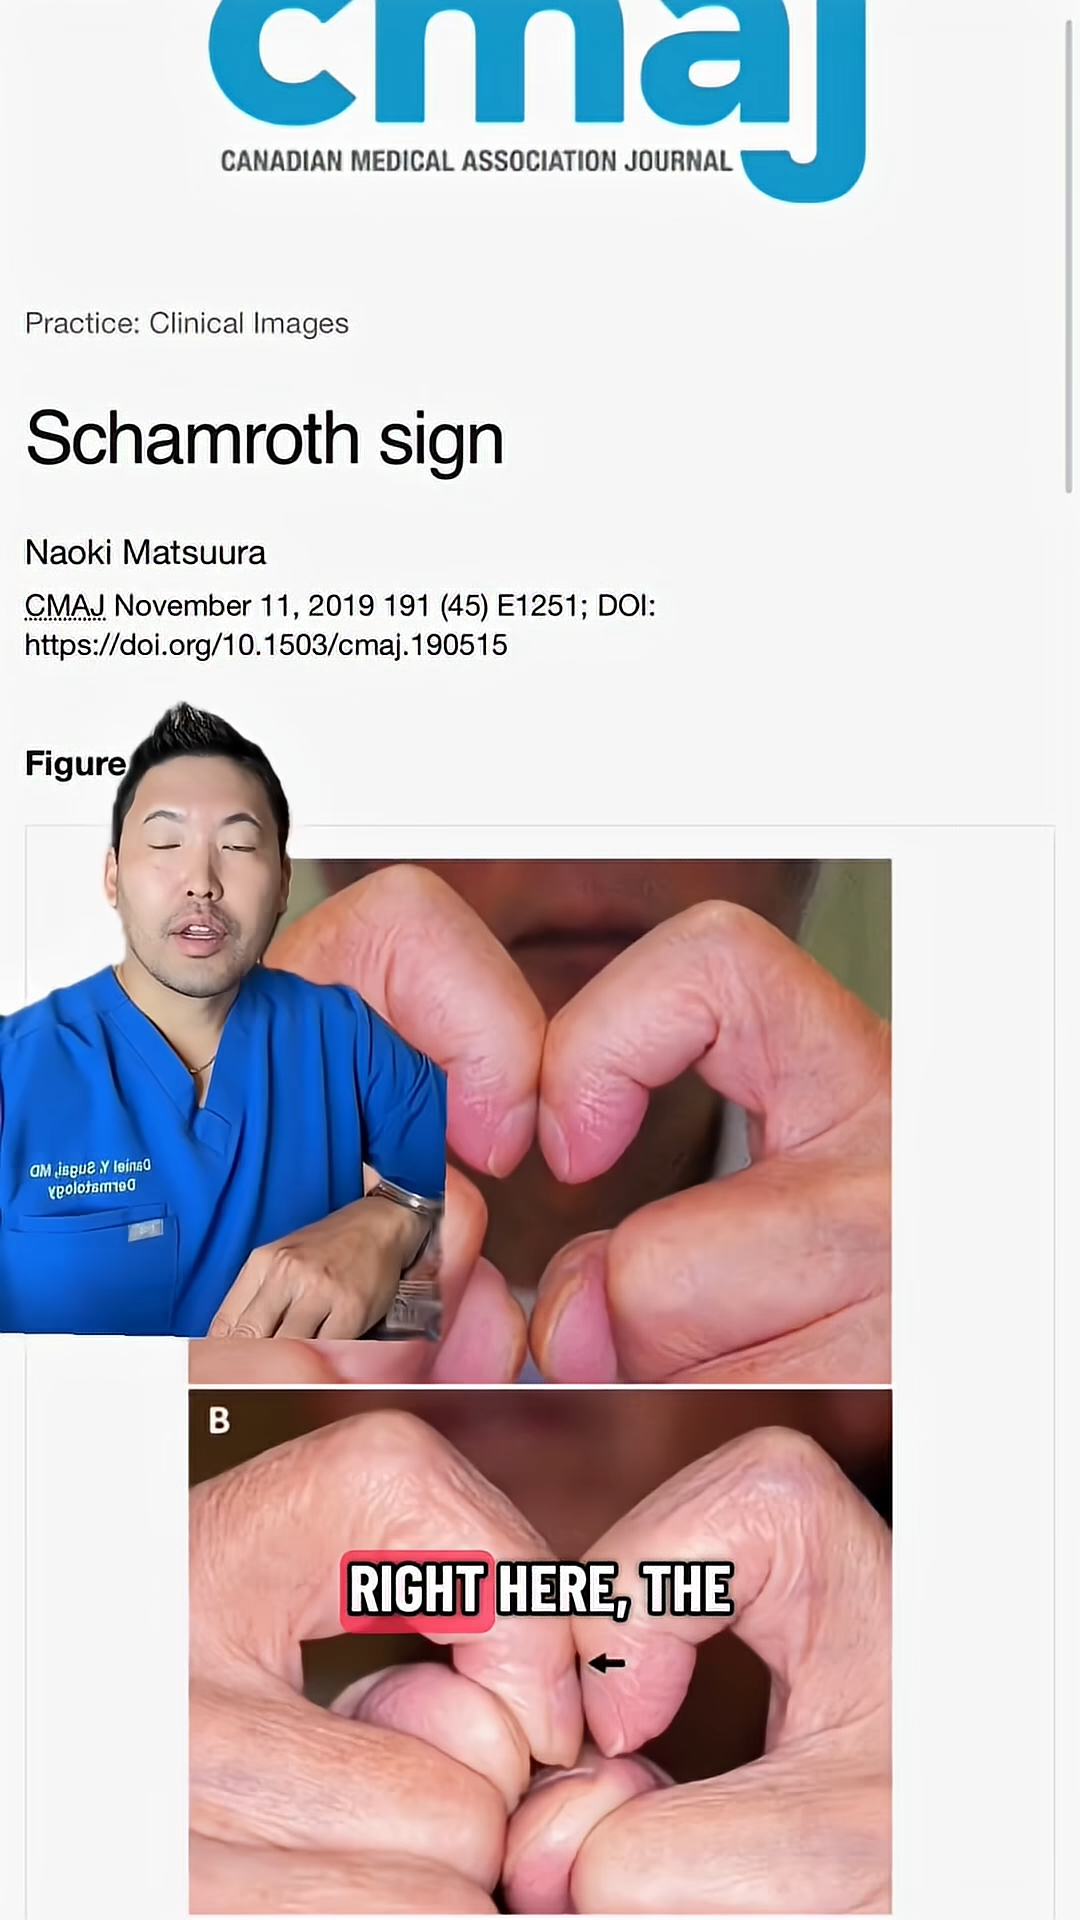 cmaj
CANADIAN MEDICAL ASSOCIATION JOURNAL
Practice: Clinical Images
Schamroth sign
Naoki Matsuura
CMAJ November 11, 2019 191 (45) E1251; DOI:
https://doi.org/10.1503/cmaj.190515
Figure
Daniel Y. Sugai, MD
Dermatology
B
RIGHT HERE, THE